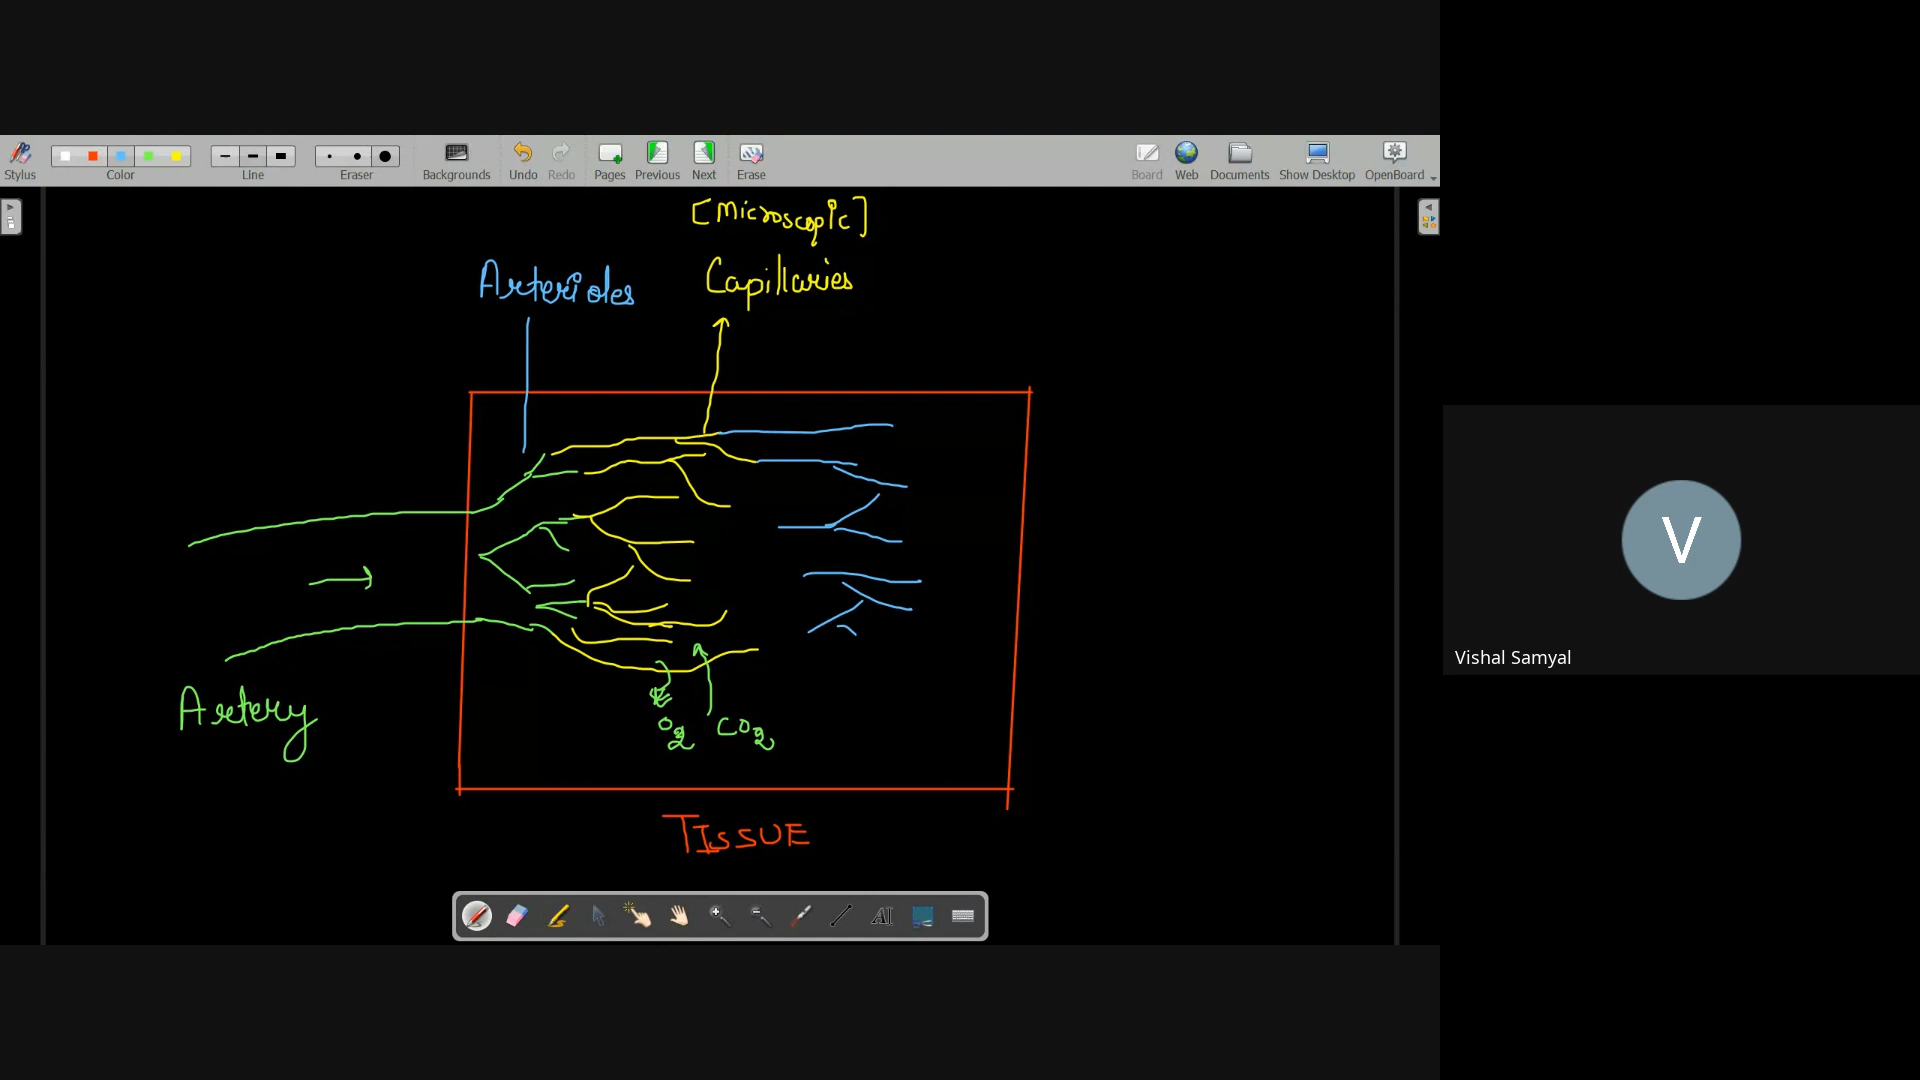 Stylus Color Line Eraser Backgrounds Undo Redo Pages Previous Next Erase Board Web Documents Show Desktop OpenBoard
[Microscopic]
Arterioles Capillaries
Artery
O2 CO2
TISSUE
AI
V
Vishal Samyal